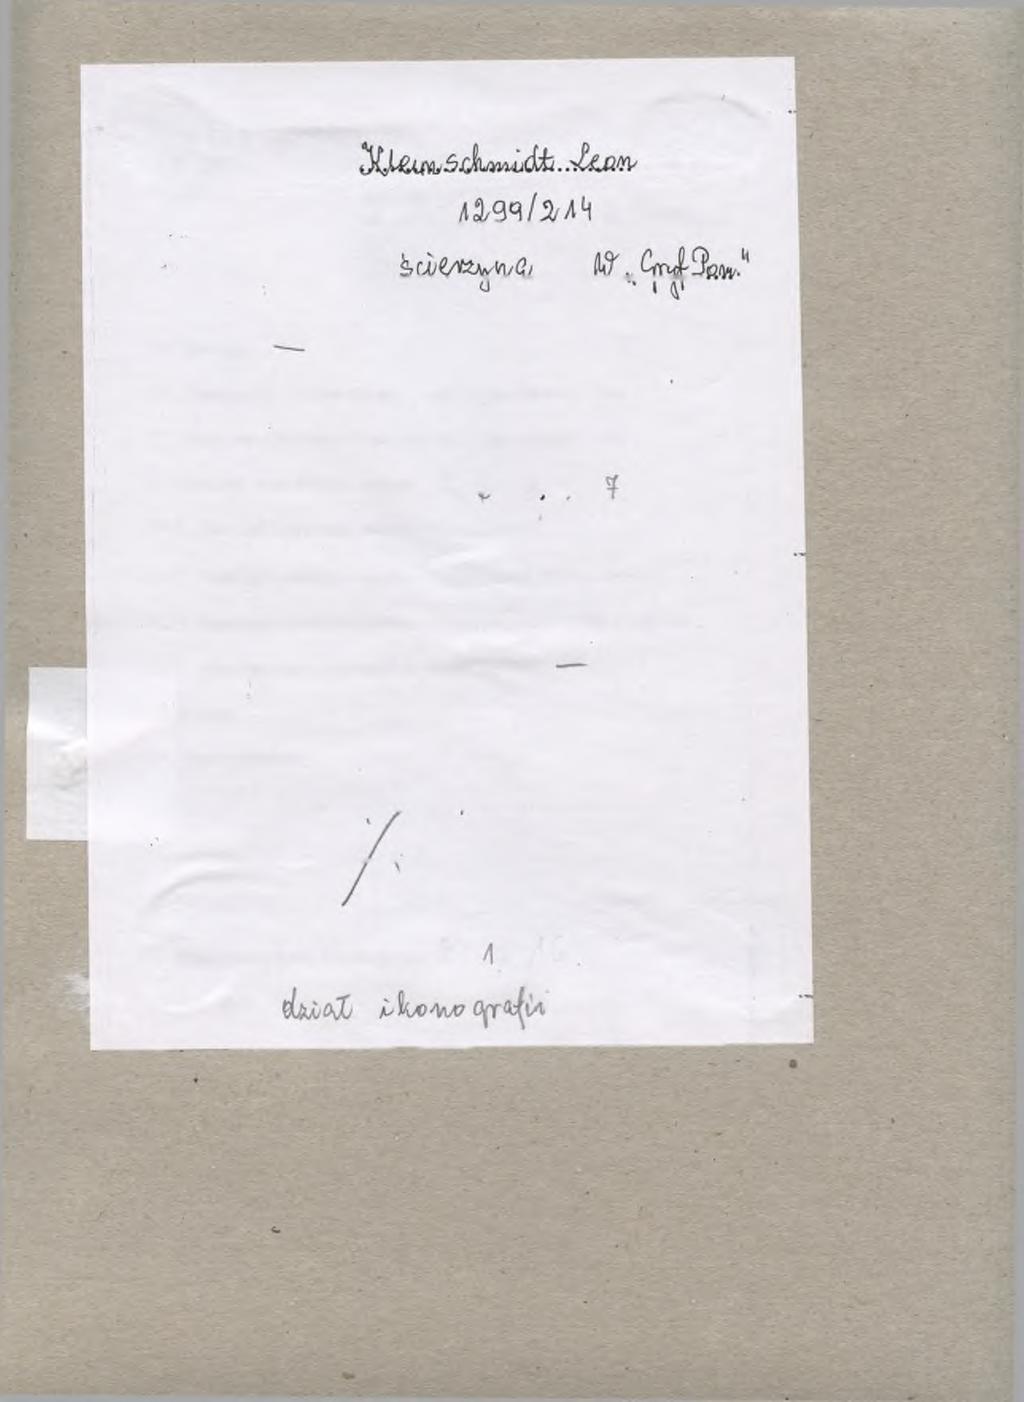 Kleinschmidt Leon
1299/214
ścierzyna W. „Gryf Pom."
—
7
—
/
1
dział ikonografii